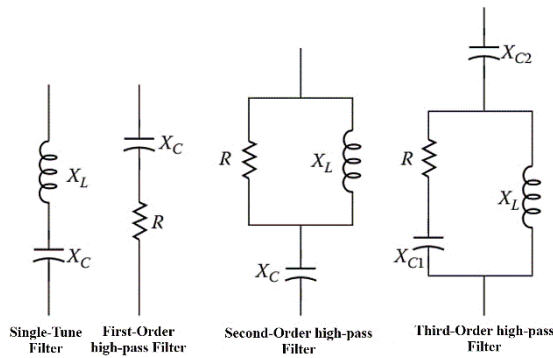 X_L
X_C
Single-Tune
Filter
X_C
R
First-Order
high-pass Filter
R
X_L
X_C
Second-Order high-pass
Filter
X_C2
R
X_L
X_C1
Third-Order high-pass
Filter